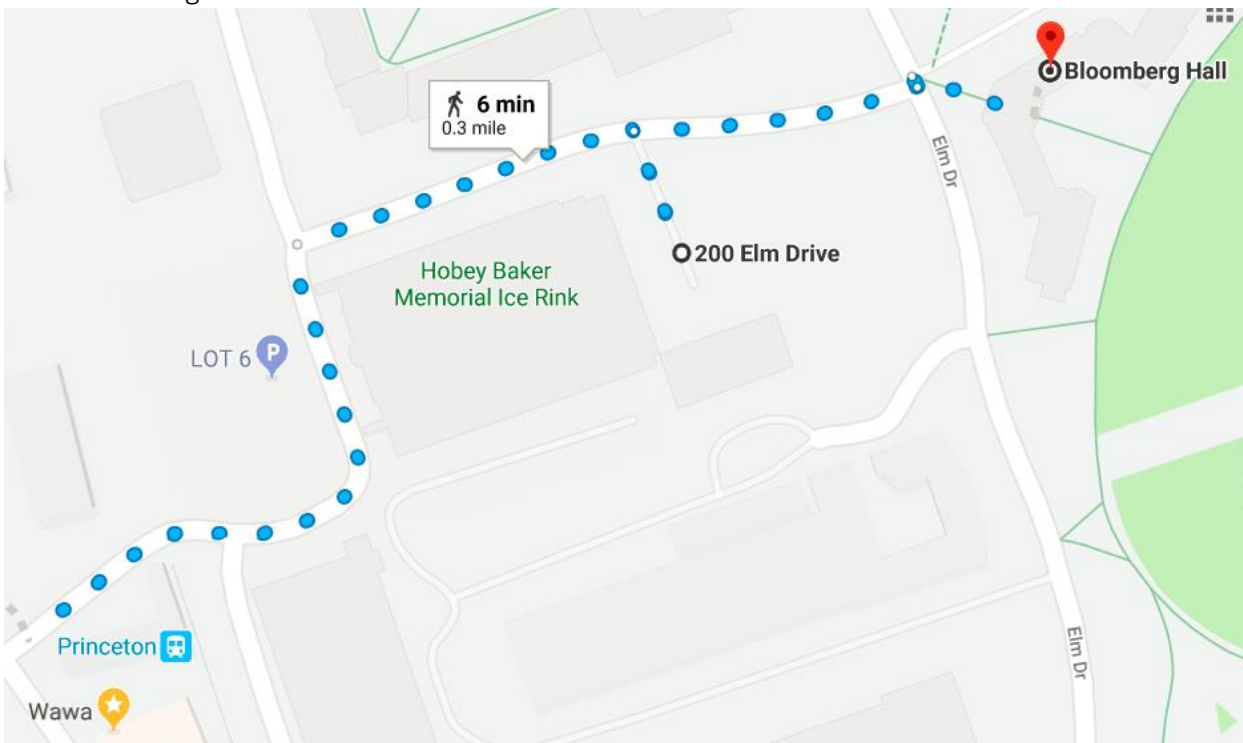 Bloomberg Hall
6 min
0.3 mile
Elm Dr
200 Elm Drive
Hobey Baker
Memorial Ice Rink
LOT 6
P
Princeton
Elm Dr
Wawa